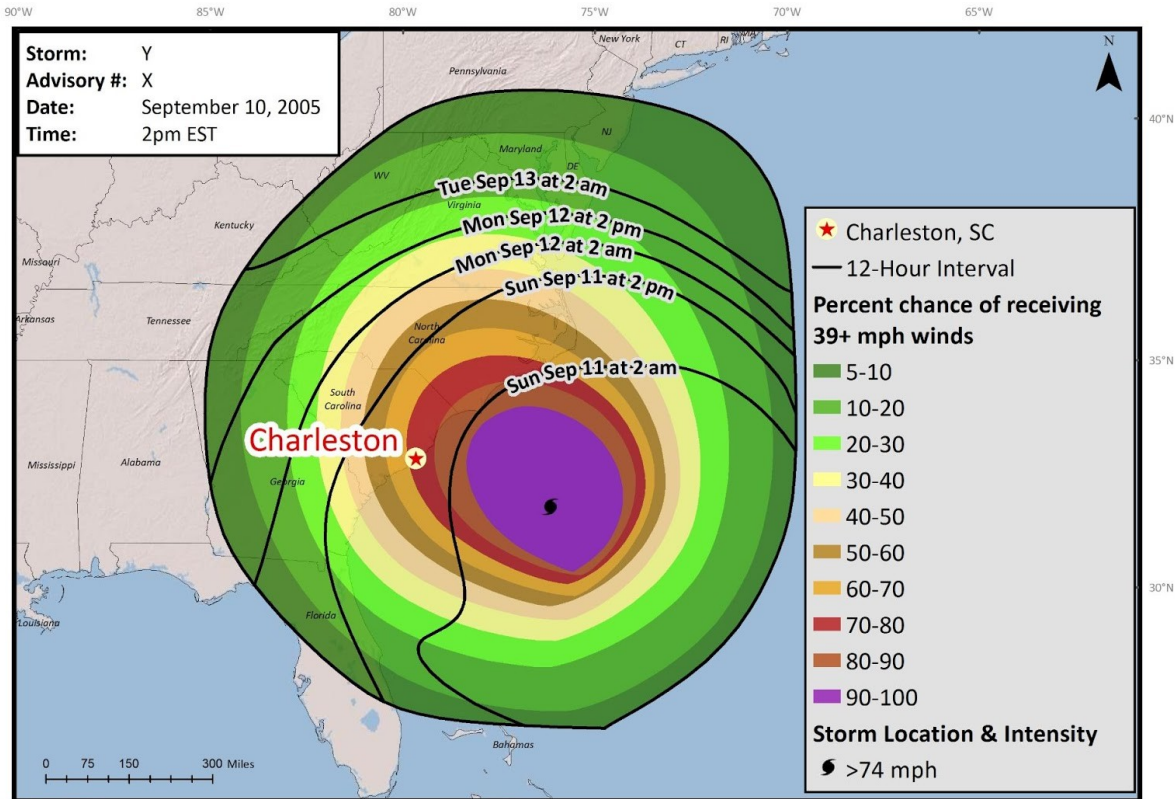 90°W 85°W 80°W 75°W 70°W 65°W
Storm: Y
Advisory #: X
Date: September 10, 2005
Time: 2pm EST
New York
CT
RI
MA
N
Pennsylvania
40°N
NJ
Maryland
DE
WV
Tue Sep 13 at 2 am
Virginia
Kentucky
Mon Sep 12 at 2 pm
Mon Sep 12 at 2 am
Missouri
Sun Sep 11 at 2 pm
Arkansas
Tennessee
North
Carolina
35°N
Sun Sep 11 at 2 am
South
Carolina
Charleston
Mississippi
Alabama
Georgia
30°N
Louisiana
Florida
Bahamas
0 75 150 300 Miles
Charleston, SC
12-Hour Interval
Percent chance of receiving
39+ mph winds
5-10
10-20
20-30
30-40
40-50
50-60
60-70
70-80
80-90
90-100
Storm Location & Intensity
>74 mph